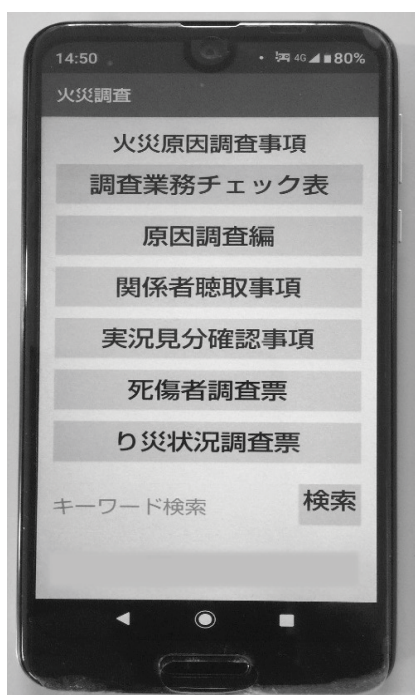 14:50 4G 80%
火災調査
火災原因調査事項
調査業務チェック表
原因調査編
関係者聴取事項
実況見分確認事項
死傷者調査票
り災状況調査票
キーワード検索 検索